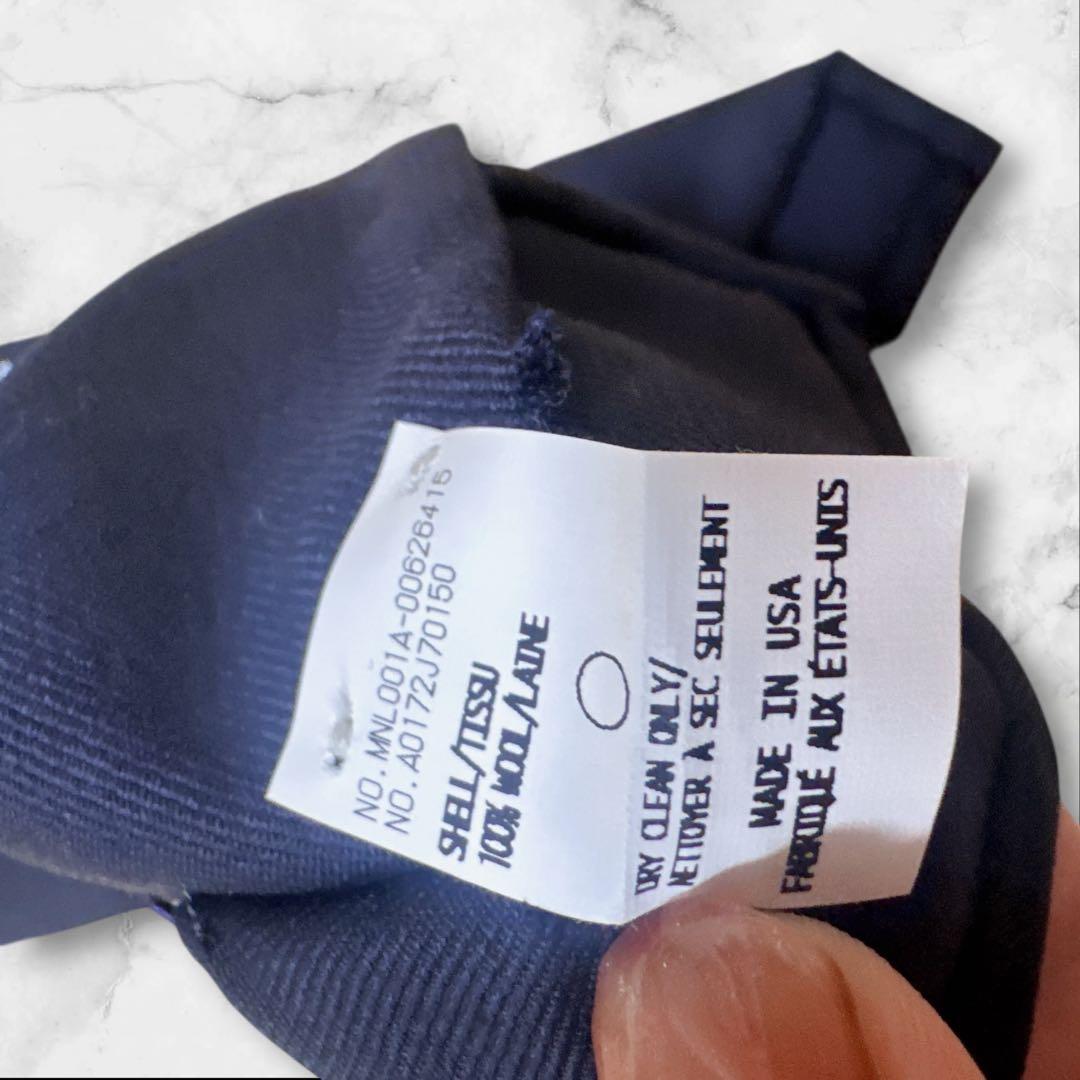 NO. MNL001A-00626415
NO. A0172J70150
SHELL/TISSU
100% WOOL/LAINE
DRY CLEAN ONLY/
NETTOYER À SEC SEULEMENT
MADE IN USA
FABRIQUÉ AUX ÉTATS-UNIS